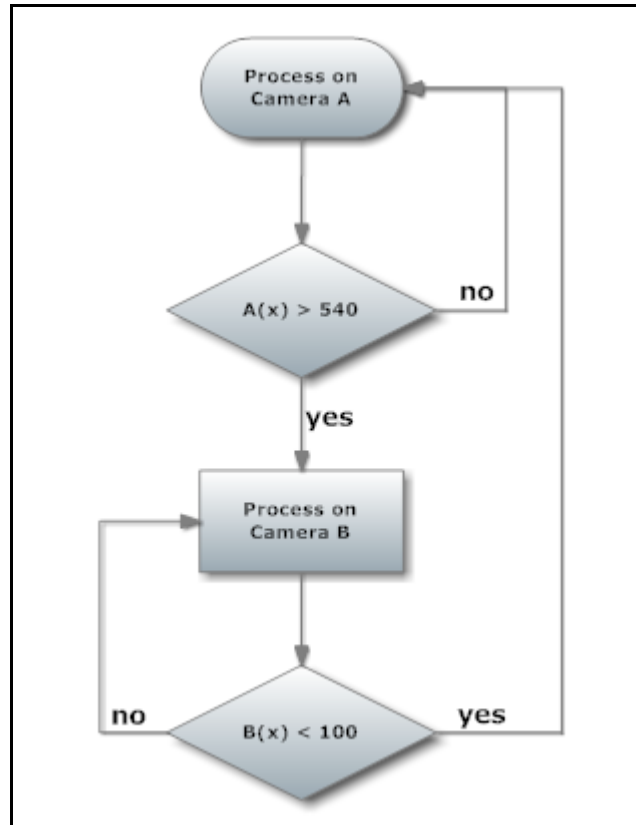 Process on
Camera A
A(x) > 540
no
yes
Process on
Camera B
B(x) < 100
no
yes